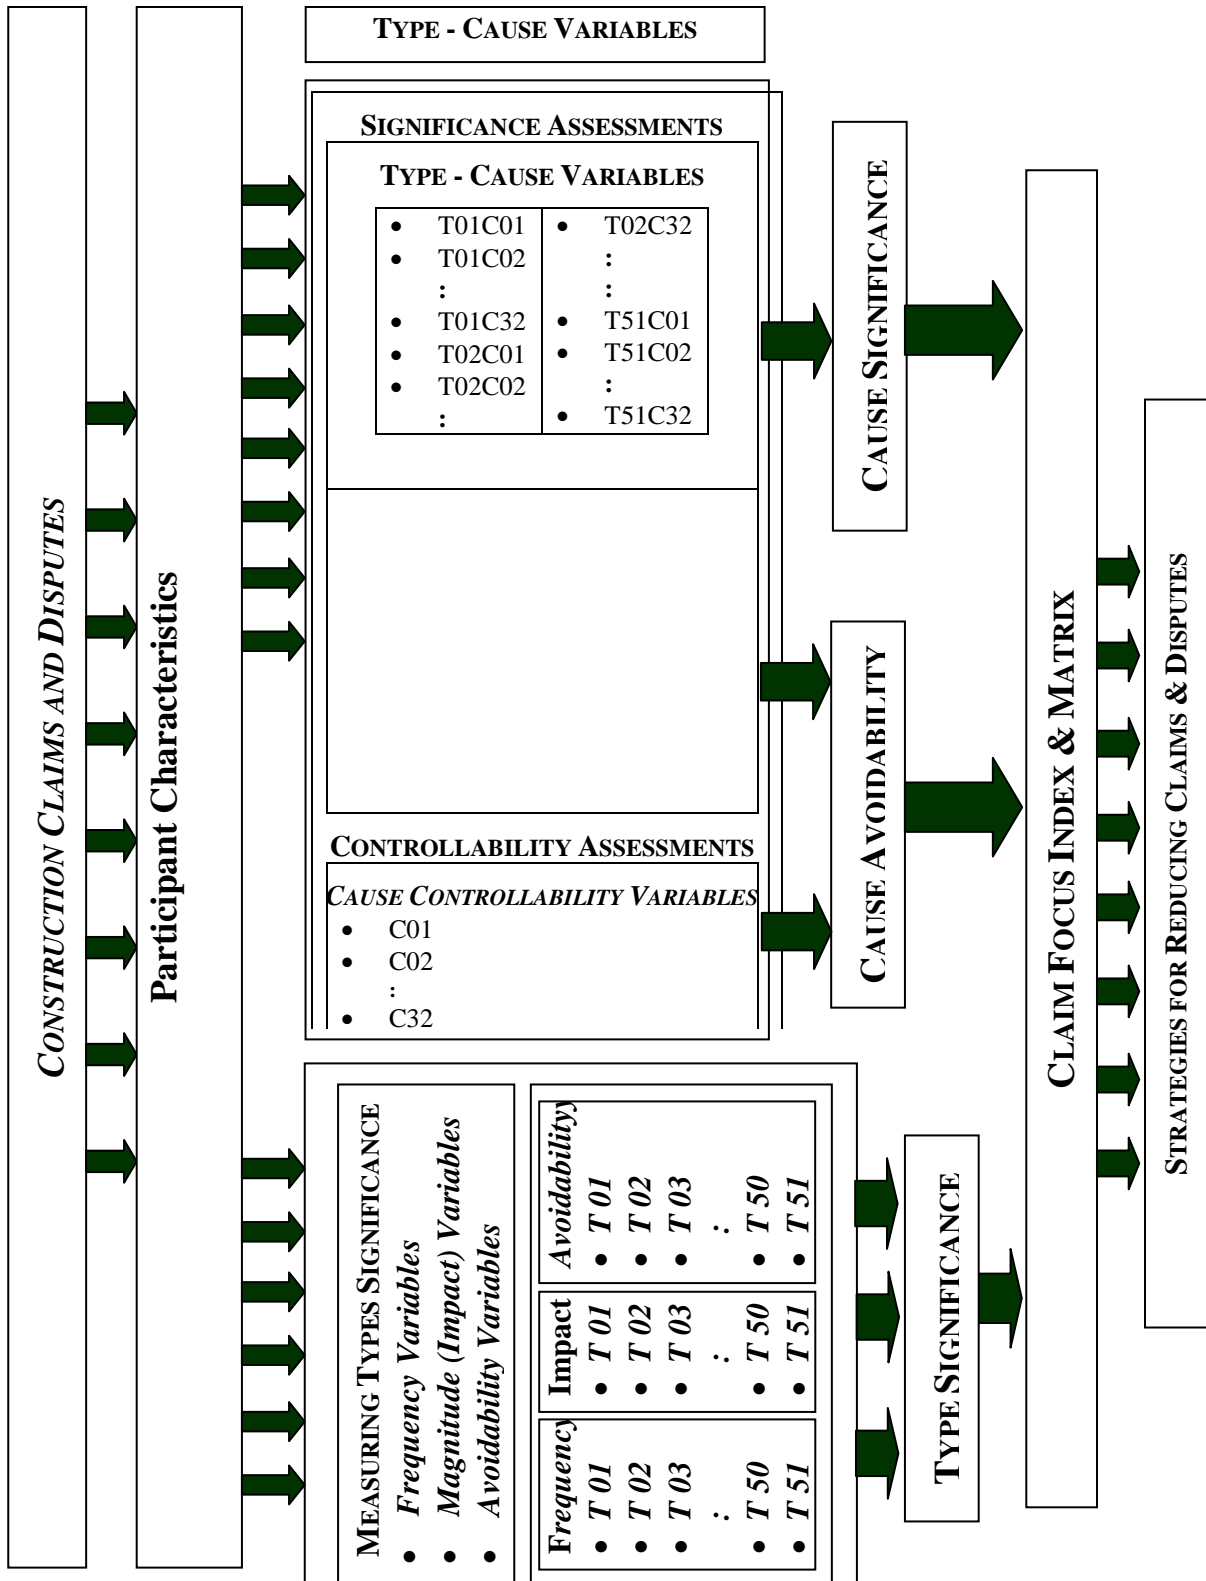 CONSTRUCTION CLAIMS AND DISPUTES
Participant Characteristics
TYPE - CAUSE VARIABLES
SIGNIFICANCE ASSESSMENTS
TYPE - CAUSE VARIABLES
• T01C01
• T01C02
:
• T01C32
• T02C01
• T02C02
:
• T02C32
:
:
• T51C01
• T51C02
:
• T51C32
CONTROLLABILITY ASSESSMENTS
CAUSE CONTROLLABILITY VARIABLES
• C01
• C02
:
• C32
MEASURING TYPES SIGNIFICANCE
• Frequency Variables
• Magnitude (Impact) Variables
• Avoidability Variables
Frequency
• T 01
• T 02
• T 03
:
• T 50
• T 51
Impact
• T 01
• T 02
• T 03
:
• T 50
• T 51
Avoidability
• T 01
• T 02
• T 03
:
• T 50
• T 51
CAUSE SIGNIFICANCE
CAUSE AVOIDABILITY
TYPE SIGNIFICANCE
CLAIM FOCUS INDEX & MATRIX
STRATEGIES FOR REDUCING CLAIMS & DISPUTES